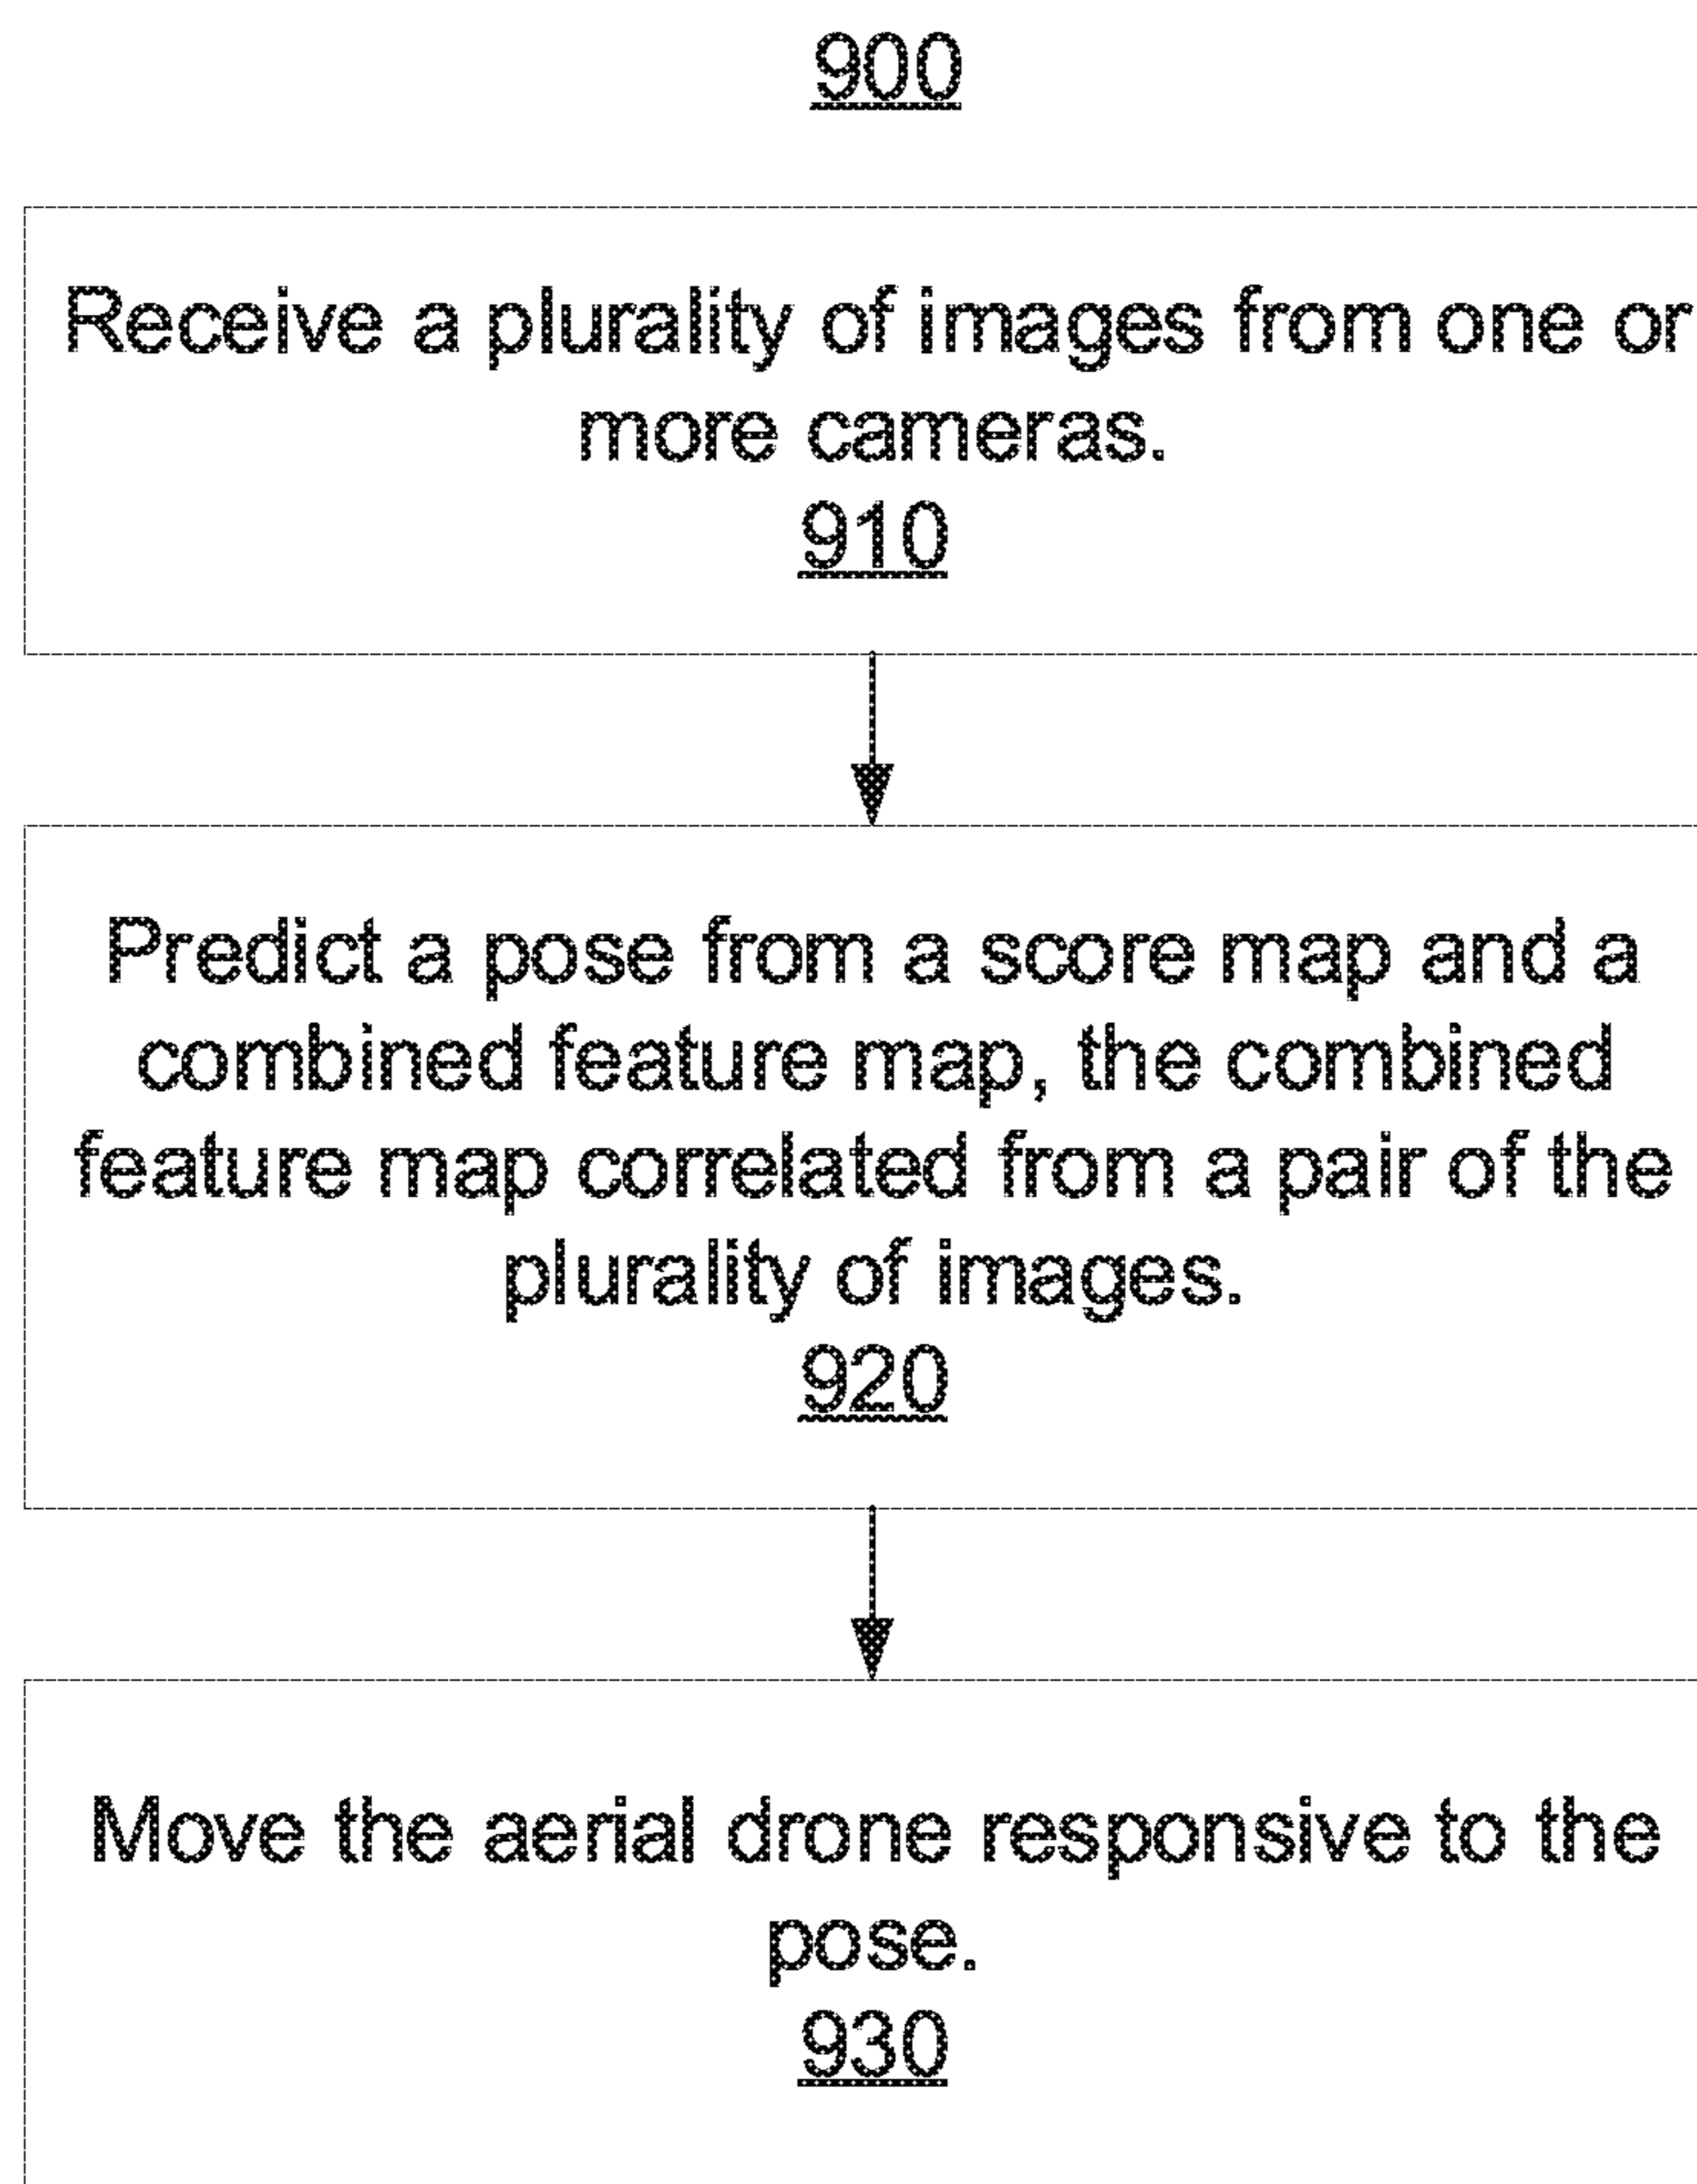 900
Receive a plurality of images from one or
more cameras.
910
Predict a pose from a score map and a
combined feature map, the combined
feature map correlated from a pair of the
plurality of images.
920
Move the aerial drone responsive to the
pose.
930